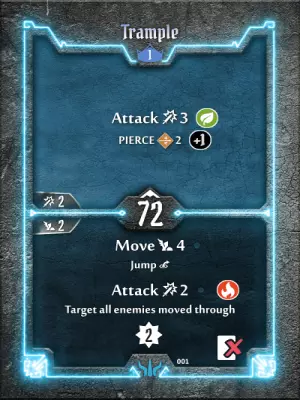 Trample
1
Attack 3
PIERCE 2 +1
2
72
2
Move 4
Jump
Attack 2
Target all enemies moved through
2
001